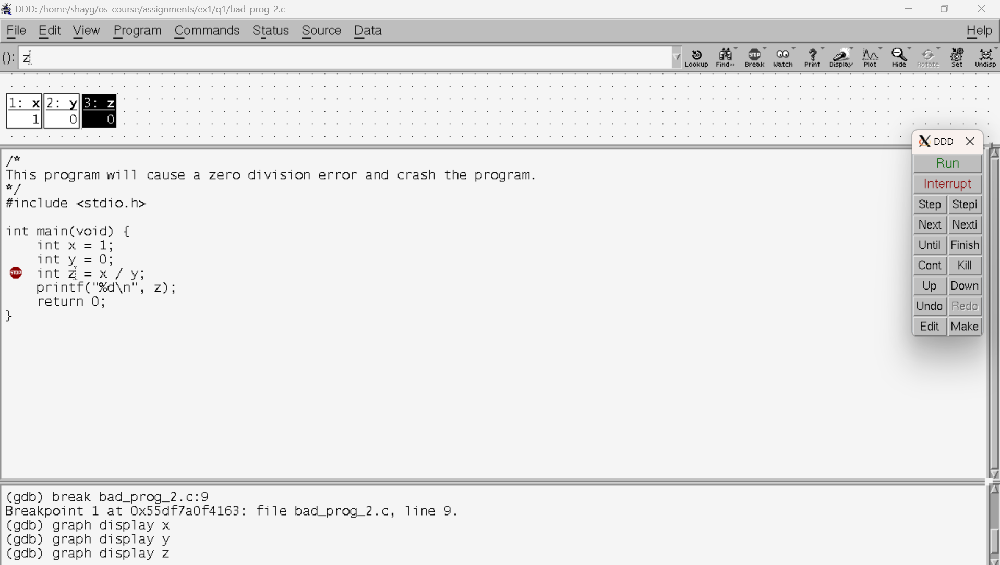 DDD: /home/shayg/os_course/assignments/ex1/q1/bad_prog_2.c
File Edit View Program Commands Status Source Data Help
(): z
Lookup Find>> Break Watch Print Display Plot Hide Rotate Set Undisp
1: x 2: y 3: z
1 0 0
DDD
Run
Interrupt
Step Stepi
Next Nexti
Until Finish
Cont Kill
Up Down
Undo Redo
Edit Make
/*
This program will cause a zero division error and crash the program.
*/
#include <stdio.h>
int main(void) {
int x = 1;
int y = 0;
STOP int z = x / y;
printf("%d\n", z);
return 0;
}
(gdb) break bad_prog_2.c:9
Breakpoint 1 at 0x55df7a0f4163: file bad_prog_2.c, line 9.
(gdb) graph display x
(gdb) graph display y
(gdb) graph display z